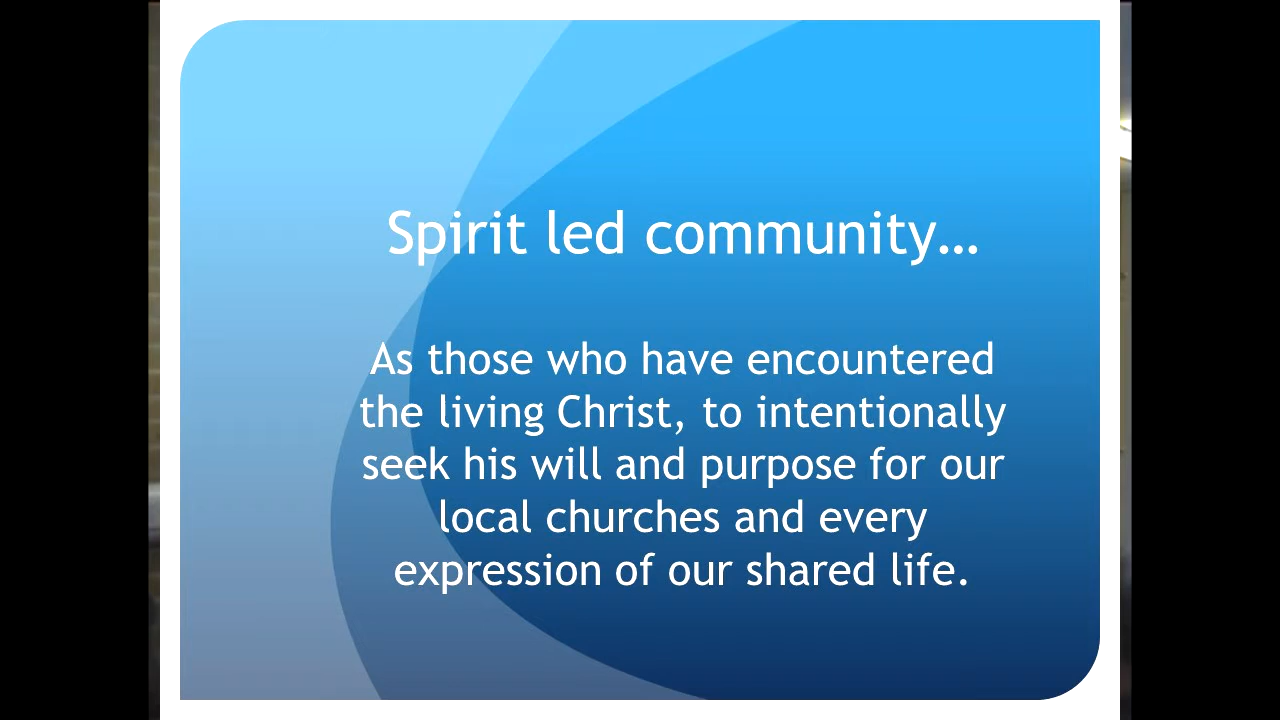 Spirit led community…
As those who have encountered
the living Christ, to intentionally
seek his will and purpose for our
local churches and every
expression of our shared life.